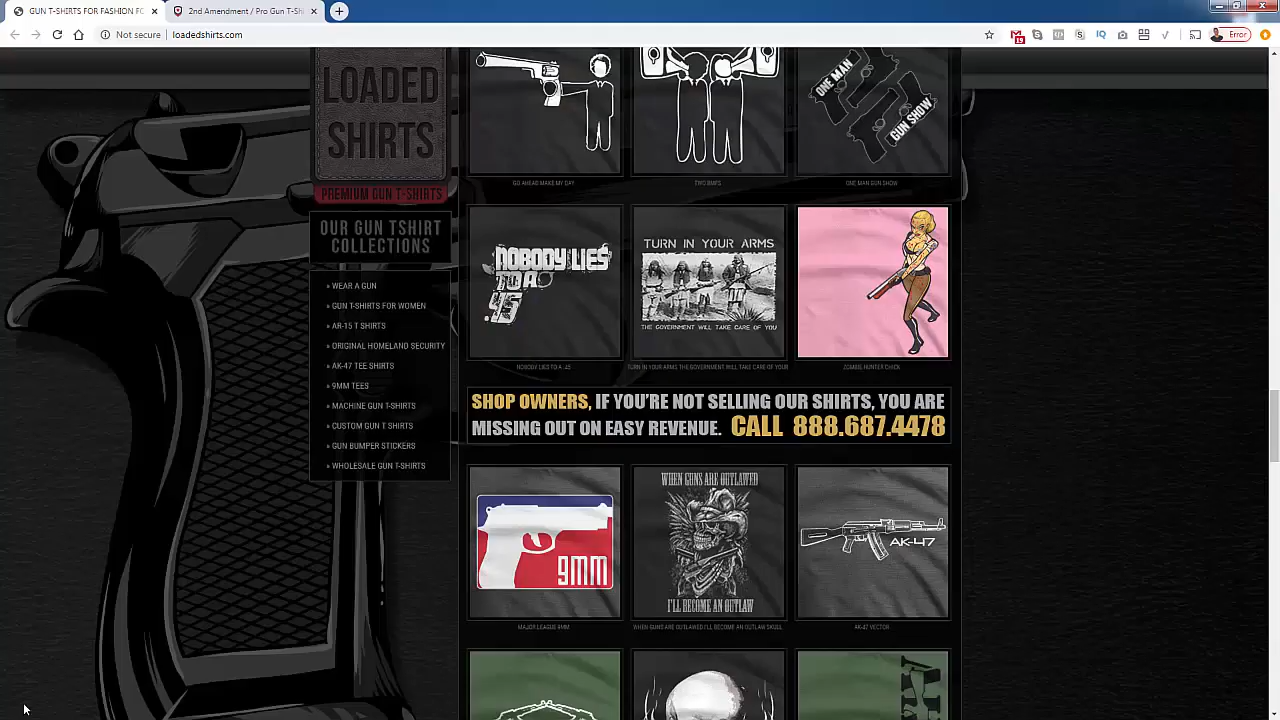 GUN T-SHIRTS FOR FASHION FO
2nd Amendment / Pro Gun T-Shi
Not secure
loadedshirts.com
Error
LOADED
SHIRTS
PREMIUM GUN T-SHIRTS
OUR GUN TSHIRT
COLLECTIONS
» WEAR A GUN
» GUN T-SHIRTS FOR WOMEN
» AR-15 T SHIRTS
» ORIGINAL HOMELAND SECURITY
» AK-47 TEE SHIRTS
» 9MM TEES
» MACHINE GUN T-SHIRTS
» CUSTOM GUN T SHIRTS
» GUN BUMPER STICKERS
» WHOLESALE GUN T-SHIRTS
ONE MAN
GUN SHOW
GO AHEAD MAKE MY DAY
TWO BMFS
ONE MAN GUN SHOW
NOBODY LIES
TO A
.45
TURN IN YOUR ARMS
THE GOVERNMENT WILL TAKE CARE OF YOU
NOBODY LIES TO A .45
TURN IN YOUR ARMS THE GOVERNMENT WILL TAKE CARE OF YOUR
ZOMBIE HUNTER CHICK
SHOP OWNERS, IF YOU'RE NOT SELLING OUR SHIRTS, YOU ARE
MISSING OUT ON EASY REVENUE. CALL 888.687.4478
9MM
WHEN GUNS ARE OUTLAWED
I'LL BECOME AN OUTLAW
AK-47
MAJOR LEAGUE 9MM
WHEN GUNS ARE OUTLAWED I'LL BECOME AN OUTLAW SKULL
AK-47 VECTOR